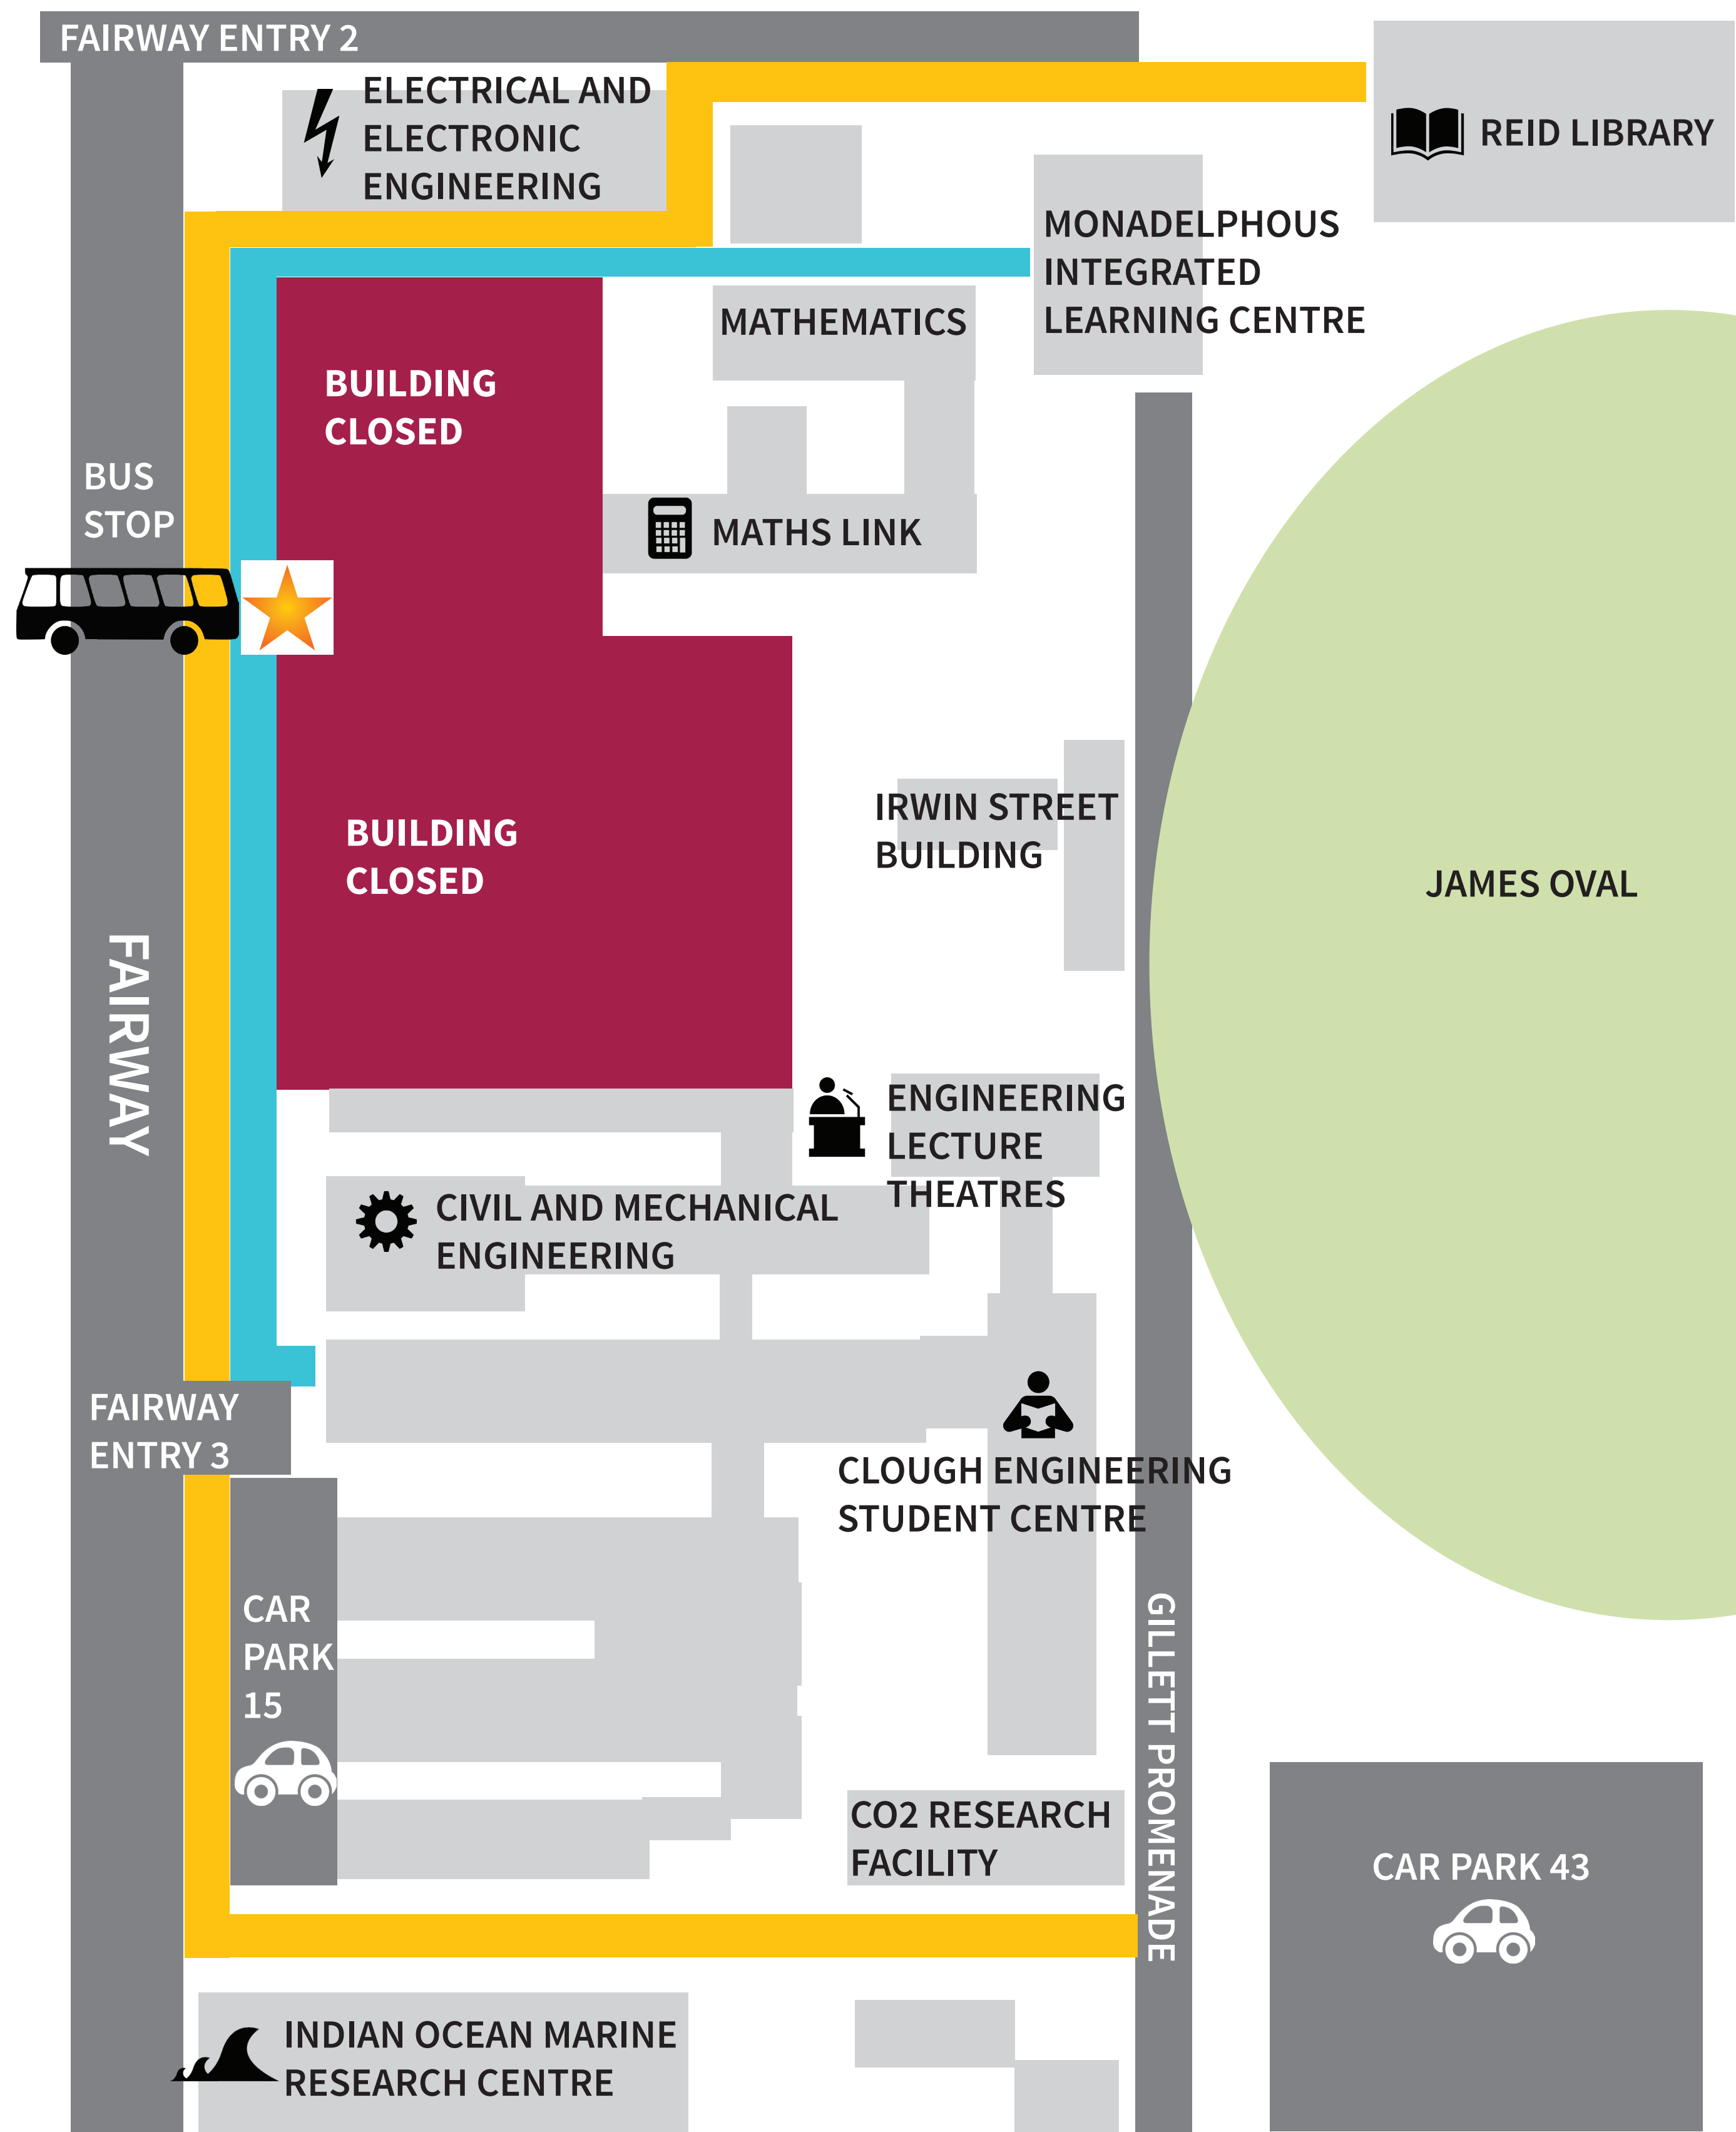 FAIRWAY ENTRY 2
ELECTRICAL AND
ELECTRONIC
ENGINEERING
REID LIBRARY
MONADELPHOUS
INTEGRATED
LEARNING CENTRE
MATHEMATICS
BUILDING
CLOSED
BUS
STOP
MATHS LINK
BUILDING
CLOSED
IRWIN STREET
BUILDING
JAMES OVAL
FAIRWAY
ENGINEERING
LECTURE
THEATRES
CIVIL AND MECHANICAL
ENGINEERING
FAIRWAY
ENTRY 3
CLOUGH ENGINEERING
STUDENT CENTRE
CAR
PARK
15
GILLETT PROMENADE
CO2 RESEARCH
FACILITY
CAR PARK 43
INDIAN OCEAN MARINE
RESEARCH CENTRE